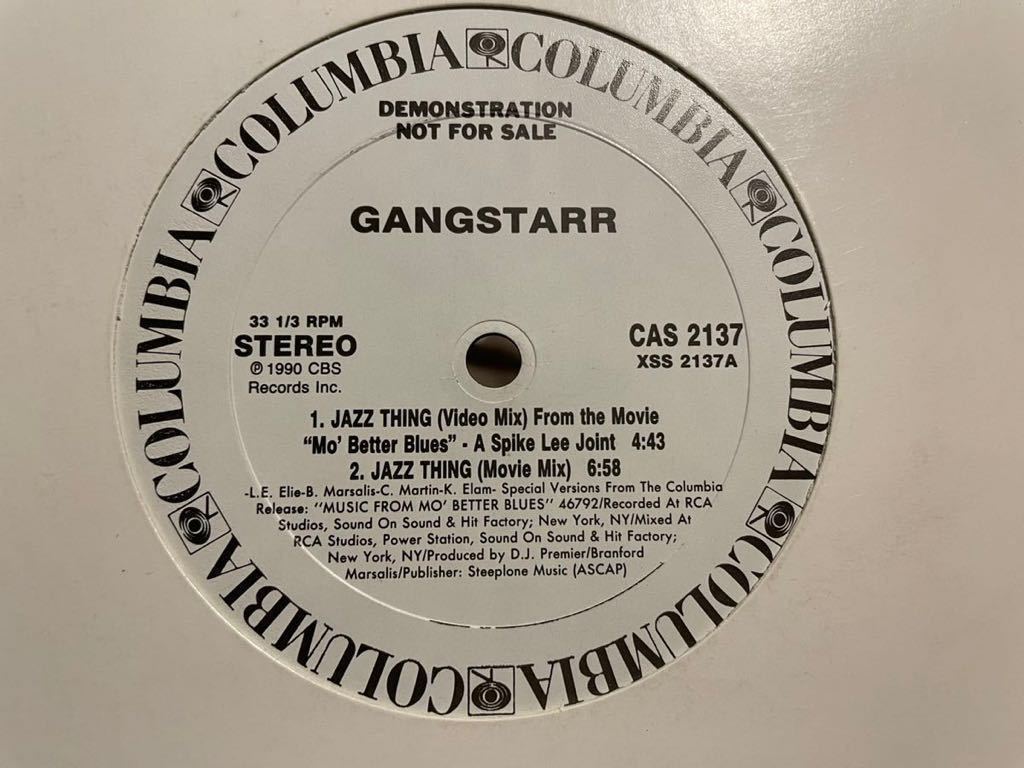 COLUMBIA COLUMBIA COLUMBIA COLUMBIA COLUMBIA COLUMBIA COLUMBIA COLUMBIA
DEMONSTRATION
NOT FOR SALE
GANGSTARR
33 1/3 RPM
STEREO
℗ 1990 CBS
Records Inc.
CAS 2137
XSS 2137A
1. JAZZ THING (Video Mix) From the Movie
"Mo' Better Blues" - A Spike Lee Joint 4:43
2. JAZZ THING (Movie Mix) 6:58
-L.E. Elie-B. Marsalis-C. Martin-K. Elam- Special Versions From The Columbia
Release: "MUSIC FROM MO' BETTER BLUES" 46792/Recorded At RCA
Studios, Sound On Sound & Hit Factory; New York, NY/Mixed At
RCA Studios, Power Station, Sound On Sound & Hit Factory;
New York, NY/Produced by D.J. Premier/Branford
Marsalis/Publisher: Steeplone Music (ASCAP)